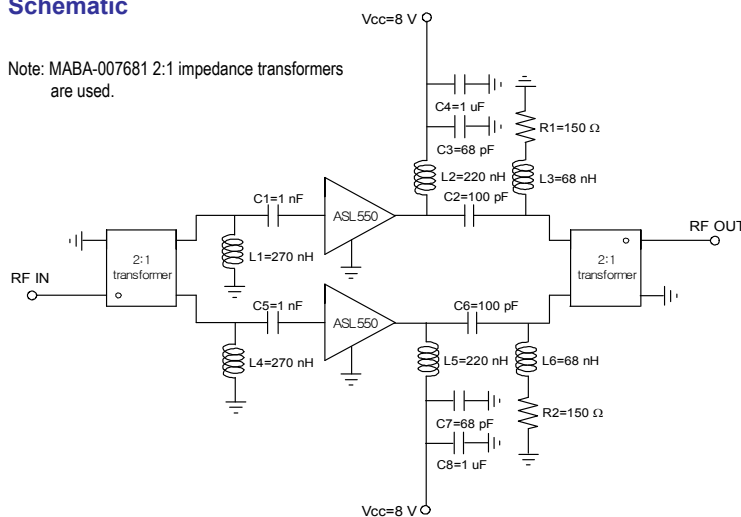 Schematic
Note: MABA-007681 2:1 impedance transformers
are used.
Vcc=8 V
C4=1 uF
R1=150 Ω
C3=68 pF
L2=220 nH
L3=68 nH
C1=1 nF
C2=100 pF
ASL550
RF OUT
2:1
transformer
2:1
transformer
L1=270 nH
RF IN
C5=1 nF
C6=100 pF
ASL550
L4=270 nH
L5=220 nH
L6=68 nH
R2=150 Ω
C7=68 pF
C8=1 uF
Vcc=8 V